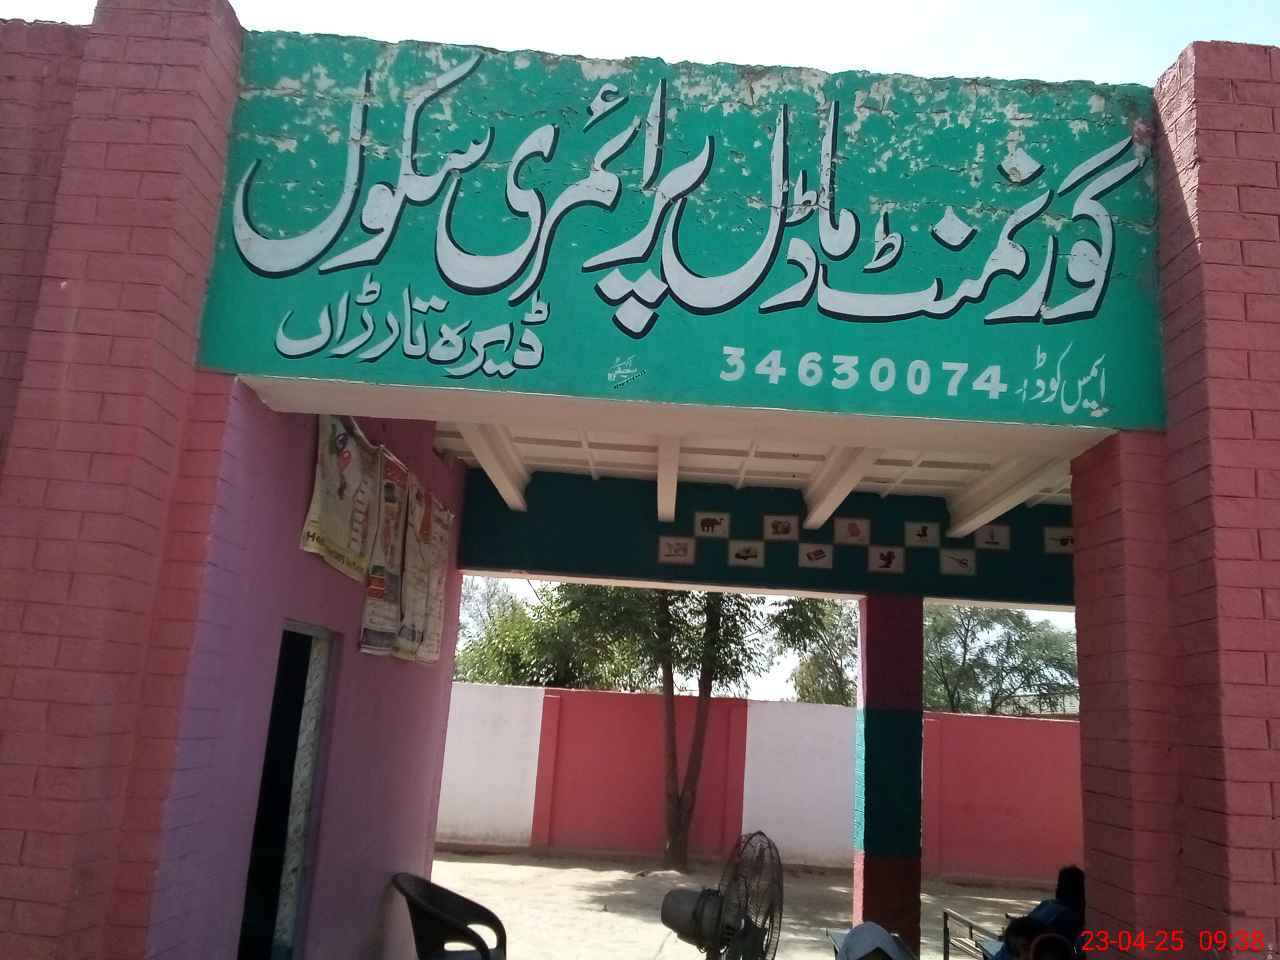 گورنمنٹ ماڈل پرائمری سکول
ڈیرہ تارڑاں
ایمس کوڈ 34630074
23-04-25 09:38